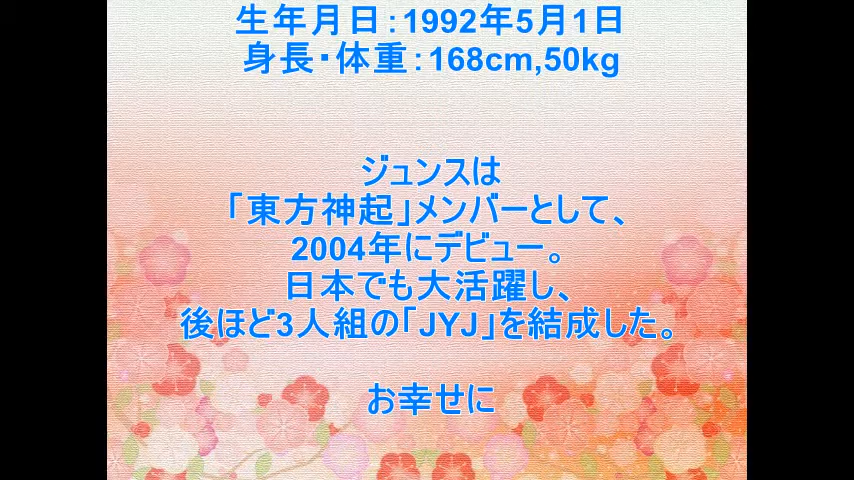 生年月日：1992年5月1日
身長・体重：168cm,50kg
ジュンスは
「東方神起」メンバーとして、
2004年にデビュー。
日本でも大活躍し、
後ほど3人組の「JYJ」を結成した。
お幸せに